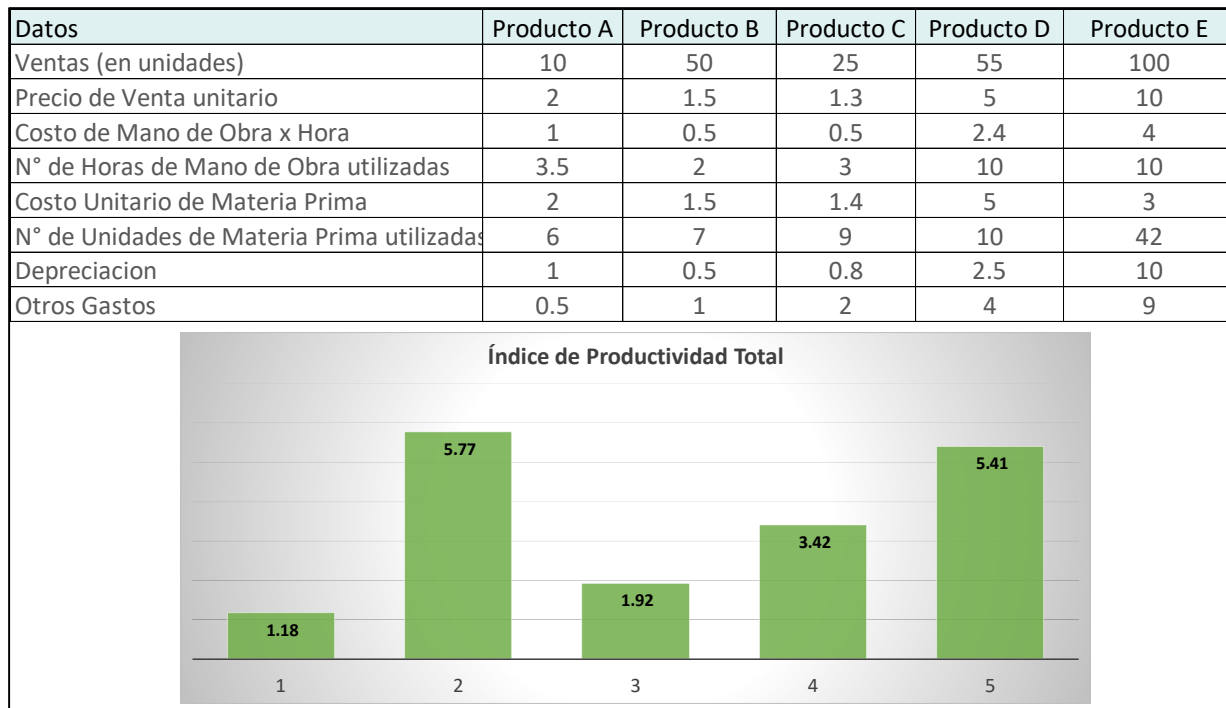 Datos Producto A Producto B Producto C Producto D Producto E
Ventas (en unidades) 10 50 25 55 100
Precio de Venta unitario 2 1.5 1.3 5 10
Costo de Mano de Obra x Hora 1 0.5 0.5 2.4 4
N° de Horas de Mano de Obra utilizadas 3.5 2 3 10 10
Costo Unitario de Materia Prima 2 1.5 1.4 5 3
N° de Unidades de Materia Prima utilizadas 6 7 9 10 42
Depreciacion 1 0.5 0.8 2.5 10
Otros Gastos 0.5 1 2 4 9
Índice de Productividad Total
1.18 5.77 1.92 3.42 5.41
1 2 3 4 5